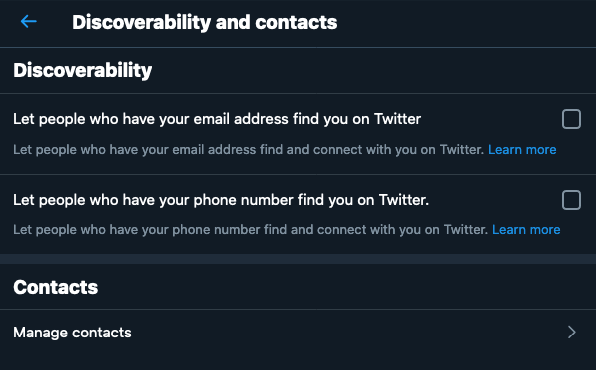 Discoverability and contacts
Discoverability
Let people who have your email address find you on Twitter
Let people who have your email address find and connect with you on Twitter. Learn more
Let people who have your phone number find you on Twitter.
Let people who have your phone number find and connect with you on Twitter. Learn more
Contacts
Manage contacts